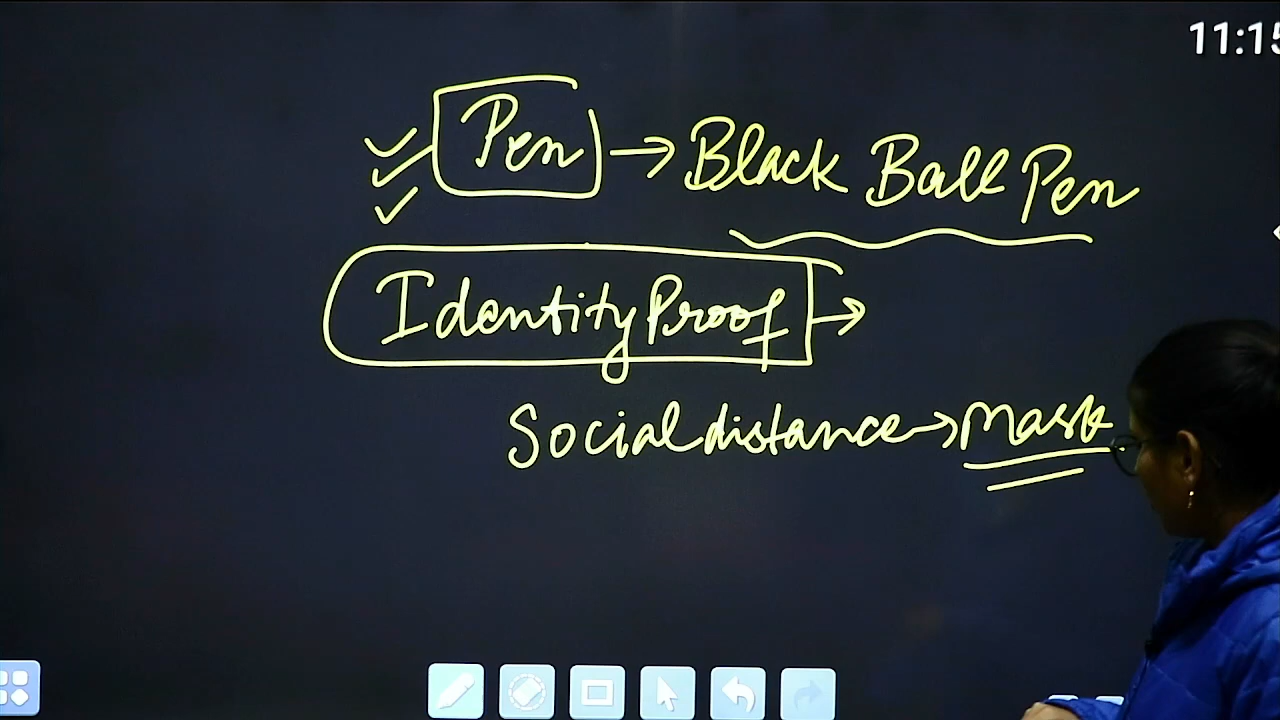 11:15
Pen → Black Ball Pen
Identity Proof →
Social distance → Mask